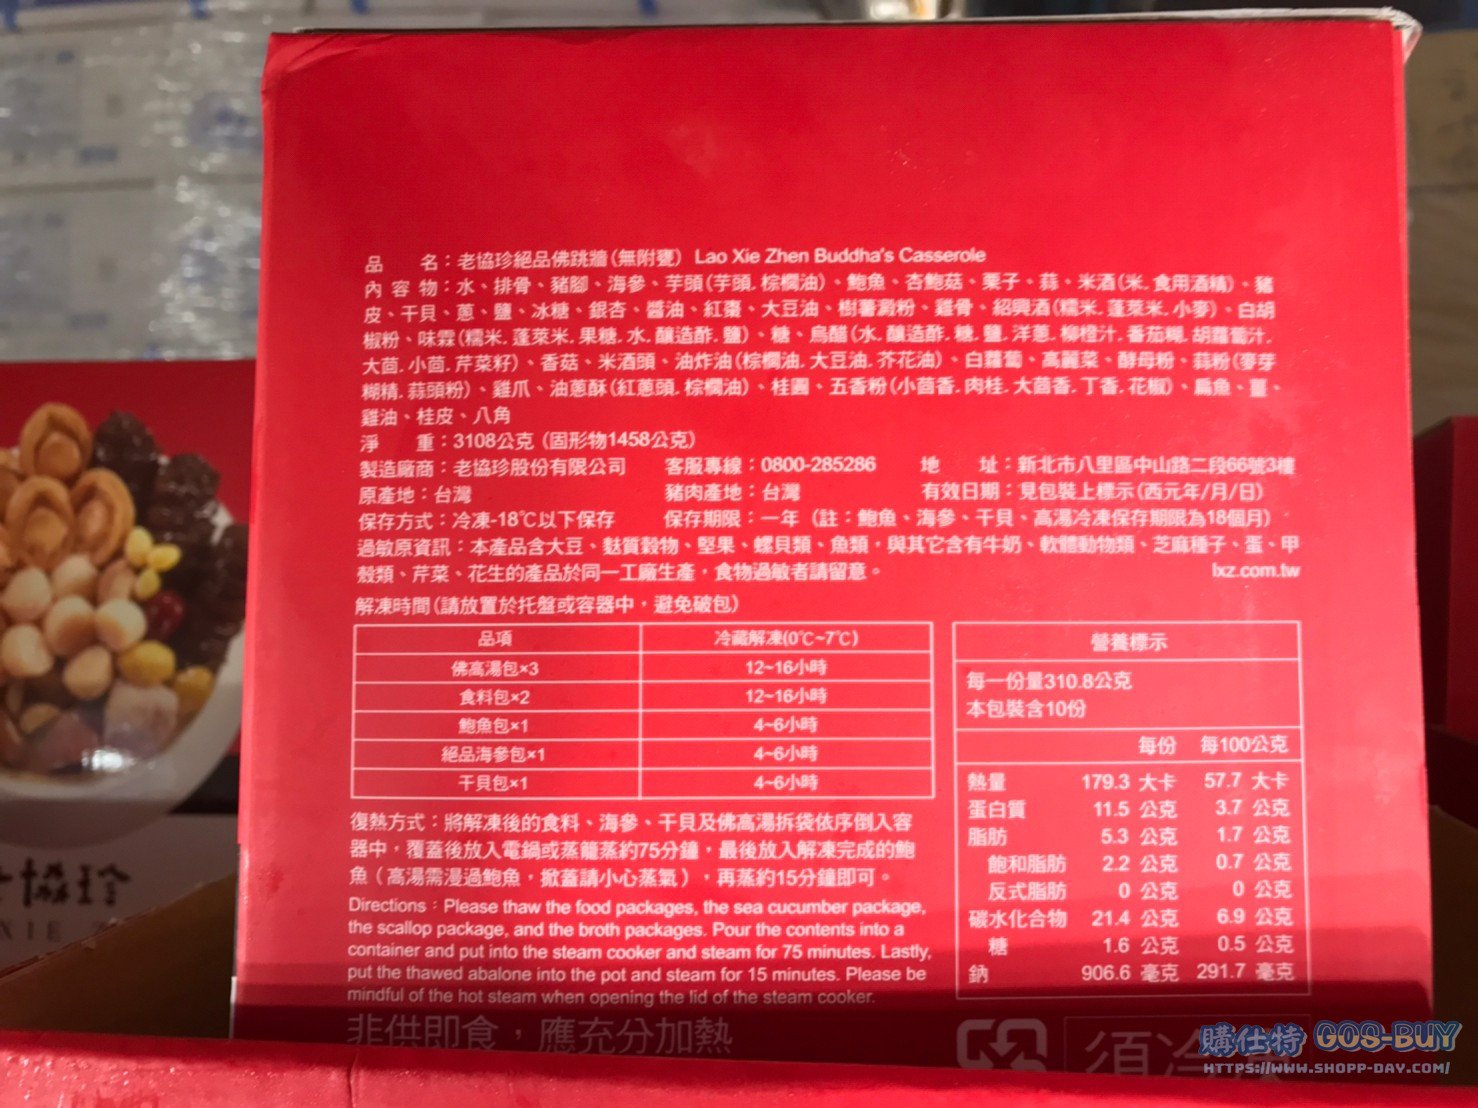 品　　名：老協珍絕品佛跳牆(無附甕) Lao Xie Zhen Buddha's Casserole
內 容 物：水、排骨、豬腳、海參、芋頭(芋頭. 棕櫚油)、鮑魚、杏鮑菇、栗子、蒜、米酒(米. 食用酒精)、豬
皮、干貝、蔥、鹽、冰糖、銀杏、醬油、紅棗、大豆油、樹薯澱粉、雞骨、紹興酒(糯米. 蓬萊米. 小麥)、白胡
椒粉、味霖(糯米. 蓬萊米. 果糖. 水. 釀造酢. 鹽)、糖、烏醋(水. 釀造酢. 糖. 鹽. 洋蔥. 柳橙汁. 番茄糊. 胡蘿蔔汁.
大茴. 小茴. 芹菜籽)、香菇、米酒頭、油炸油(棕櫚油. 大豆油. 芥花油)、白蘿蔔、高麗菜、酵母粉、蒜粉(麥芽
糊精. 蒜頭粉)、雞爪、油蔥酥(紅蔥頭. 棕櫚油)、桂圓、五香粉(小茴香. 肉桂. 大茴香. 丁香. 花椒)、扁魚、薑、
雞油、桂皮、八角
淨　　重：3108公克 (固形物1458公克)
製造廠商：老協珍股份有限公司　客服專線：0800-285286　地　　址：新北市八里區中山路二段66號3樓
原產地：台灣　豬肉產地：台灣　有效日期：見包裝上標示(西元年/月/日)
保存方式：冷凍-18℃以下保存　保存期限：一年 (註：鮑魚、海參、干貝、高湯冷凍保存期限為18個月)
過敏原資訊：本產品含大豆、麩質穀物、堅果、螺貝類、魚類，與其它含有牛奶、軟體動物類、芝麻種子、蛋、甲
殼類、芹菜、花生的產品於同一工廠生產，食物過敏者請留意。　lxz.com.tw
解凍時間(請放置於托盤或容器中，避免破包)
品項　冷藏解凍(0℃~7℃)
佛高湯包×3　12~16小時
食料包×2　12~16小時
鮑魚包×1　4~6小時
絕品海參包×1　4~6小時
干貝包×1　4~6小時
復熱方式：將解凍後的食料、海參、干貝及佛高湯拆袋依序倒入容
器中，覆蓋後放入電鍋或蒸籠蒸約75分鐘，最後放入解凍完成的鮑
魚（高湯需漫過鮑魚，掀蓋請小心蒸氣），再蒸約15分鐘即可。
Directions：Please thaw the food packages, the sea cucumber package,
the scallop package, and the broth packages. Pour the contents into a
container and put into the steam cooker and steam for 75 minutes. Lastly,
put the thawed abalone into the pot and steam for 15 minutes. Please be
mindful of the hot steam when opening the lid of the steam cooker.
非供即食，應充分加熱
營養標示
每一份量310.8公克
本包裝含10份
每份　每100公克
熱量　179.3 大卡　57.7 大卡
蛋白質　11.5 公克　3.7 公克
脂肪　5.3 公克　1.7 公克
飽和脂肪　2.2 公克　0.7 公克
反式脂肪　0 公克　0 公克
碳水化合物　21.4 公克　6.9 公克
糖　1.6 公克　0.5 公克
鈉　906.6 毫克　291.7 毫克
須冷
協珍
XIE
購仕特 GOS-BUY
HTTPS://WWW.SHOPP-DAY.COM/